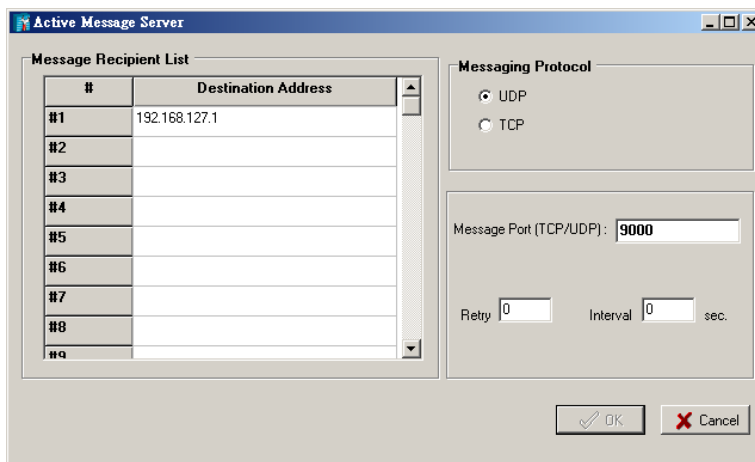 Active Message Server
Message Recipient List
# Destination Address
#1 192.168.127.1
#2
#3
#4
#5
#6
#7
#8
#9
Messaging Protocol
UDP
TCP
Message Port (TCP/UDP) : 9000
Retry 0 Interval 0 sec.
OK Cancel